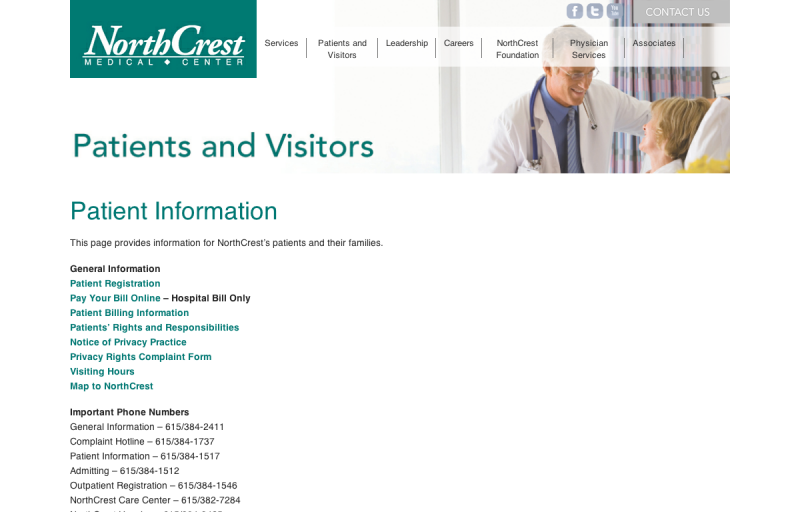 CONTACT US
NorthCrest
MEDICAL ◆ CENTER
Services
Patients and
Visitors
Leadership
Careers
NorthCrest
Foundation
Physician
Services
Associates
Patients and Visitors
Patient Information
This page provides information for NorthCrest's patients and their families.
General Information
Patient Registration
Pay Your Bill Online – Hospital Bill Only
Patient Billing Information
Patients' Rights and Responsibilities
Notice of Privacy Practice
Privacy Rights Complaint Form
Visiting Hours
Map to NorthCrest
Important Phone Numbers
General Information – 615/384-2411
Complaint Hotline – 615/384-1737
Patient Information – 615/384-1517
Admitting – 615/384-1512
Outpatient Registration – 615/384-1546
NorthCrest Care Center – 615/382-7284